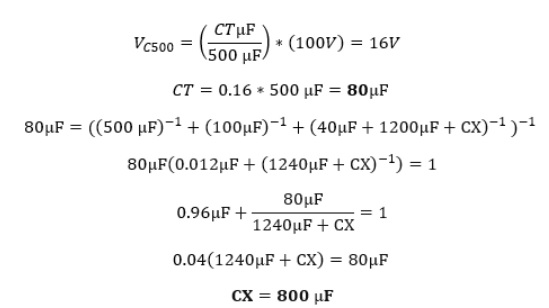 V_C500 = (CTμF / 500 μF) * (100V) = 16V
CT = 0.16 * 500 μF = 80μF
80μF = ((500 μF)⁻¹ + (100μF)⁻¹ + (40μF + 1200μF + CX)⁻¹ )⁻¹
80μF(0.012μF + (1240μF + CX)⁻¹) = 1
0.96μF + 80μF / (1240μF + CX) = 1
0.04(1240μF + CX) = 80μF
CX = 800 μF